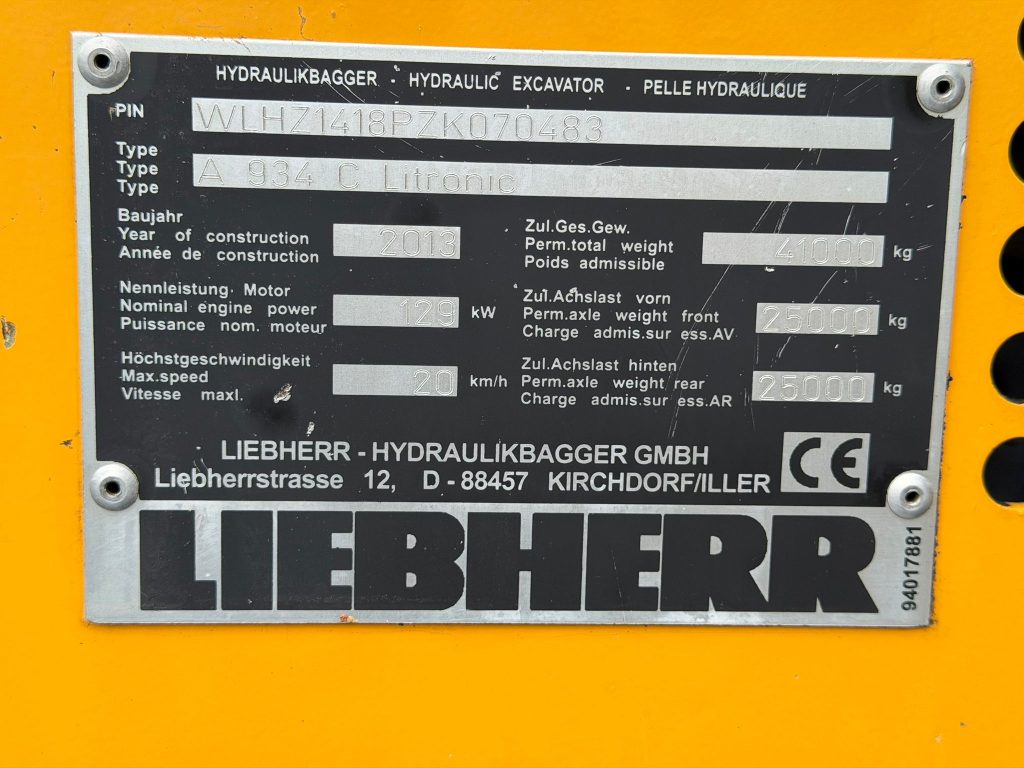 HYDRAULIKBAGGER - HYDRAULIC EXCAVATOR - PELLE HYDRAULIQUE
PIN WLHZ1418PZK070483
Type
Type A 934 C Litronic
Type
Baujahr
Year of construction 2013
Année de construction
Zul.Ges.Gew.
Perm.total weight 41000 kg
Poids admissible
Nennleistung Motor
Nominal engine power 129 kW
Puissance nom. moteur
Zul.Achslast vorn
Perm.axle weight front 25000 kg
Charge admis.sur ess.AV
Höchstgeschwindigkeit
Max.speed 20 km/h
Vitesse maxl.
Zul.Achslast hinten
Perm.axle weight rear 25000 kg
Charge admis.sur ess.AR
LIEBHERR - HYDRAULIKBAGGER GMBH
Liebherrstrasse 12, D - 88457 KIRCHDORF/ILLER
CE
LIEBHERR
94017881